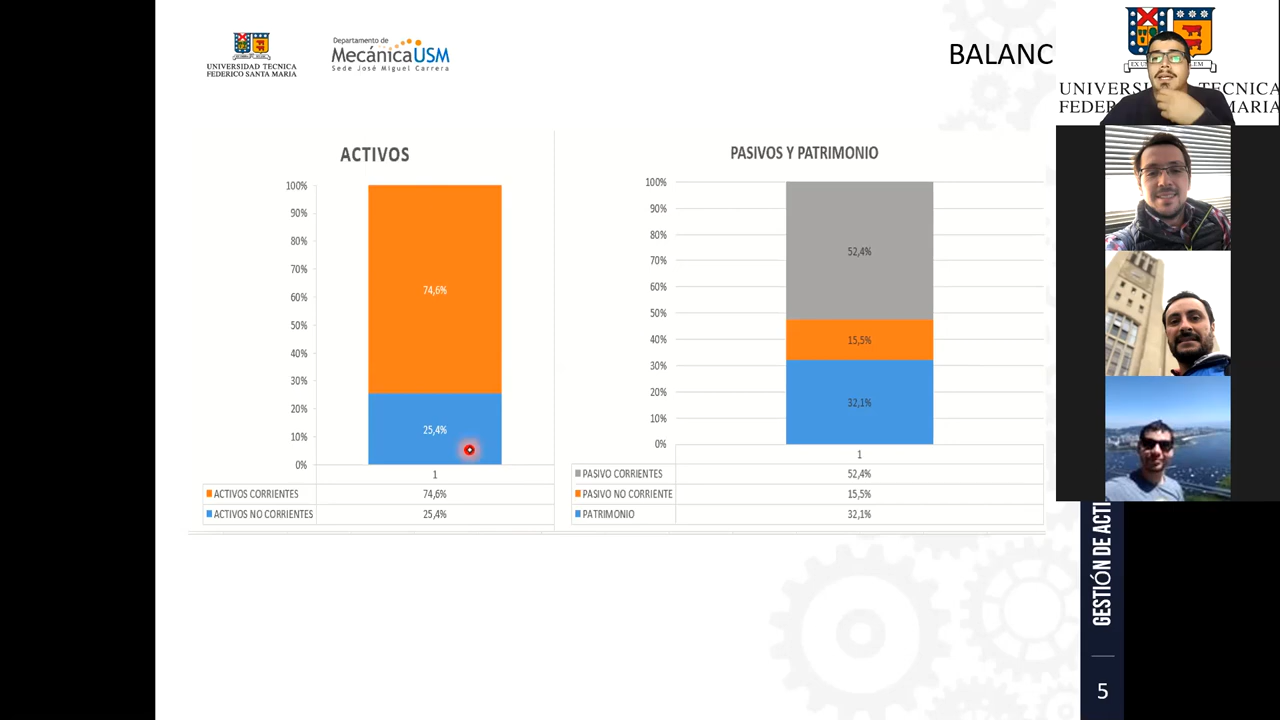 UNIVERSIDAD TECNICA
FEDERICO SANTA MARIA
Departamento de
MecánicaUSM
Sede José Miguel Carrera
BALANC
UNIVERS TECNICA
FEDER MARIA
ACTIVOS
100%
90%
80%
70%
60%
50%
40%
30%
20%
10%
0%
74,6%
25,4%
1
ACTIVOS CORRIENTES 74,6%
ACTIVOS NO CORRIENTES 25,4%
PASIVOS Y PATRIMONIO
100%
90%
80%
70%
60%
50%
40%
30%
20%
10%
0%
52,4%
15,5%
32,1%
1
PASIVO CORRIENTES 52,4%
PASIVO NO CORRIENTE 15,5%
PATRIMONIO 32,1%
GESTIÓN DE ACTI
5